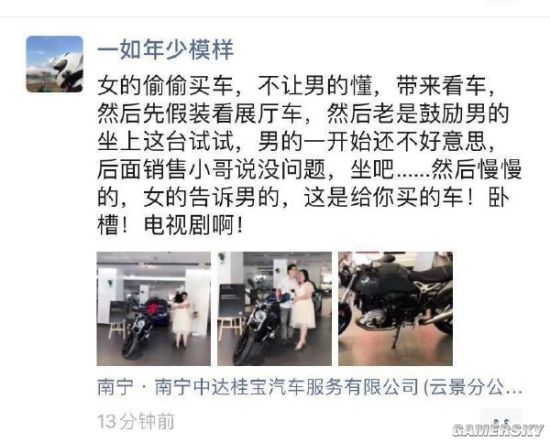 一如年少模样
女的偷偷买车，不让男的懂，带来看车，
然后先假装看展厅车，然后老是鼓励男的
坐上这台试试，男的一开始还不好意思，
后面销售小哥说没问题，坐吧......然后慢慢
的，女的告诉男的，这是给你买的车！卧
槽！电视剧啊！
南宁·南宁中达桂宝汽车服务有限公司(云景分公...
13分钟前
GAMERSKY